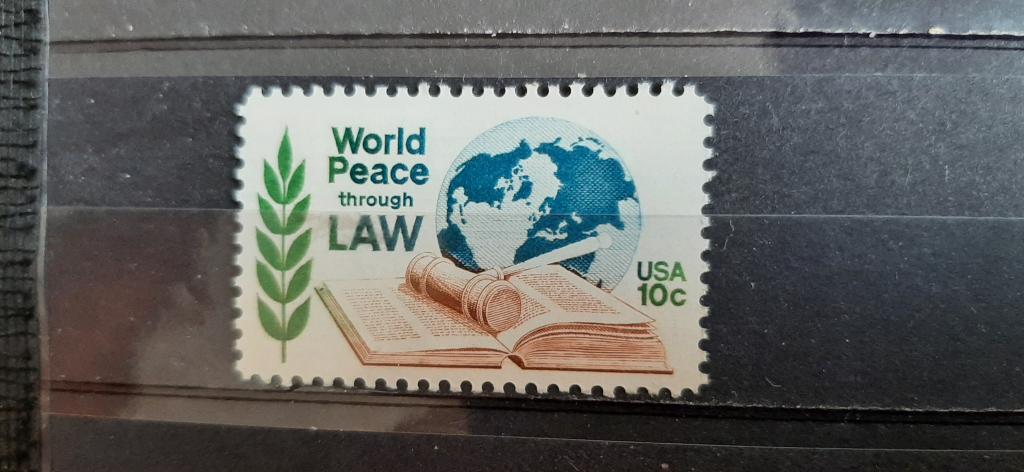 World
Peace
through
LAW
USA
10c